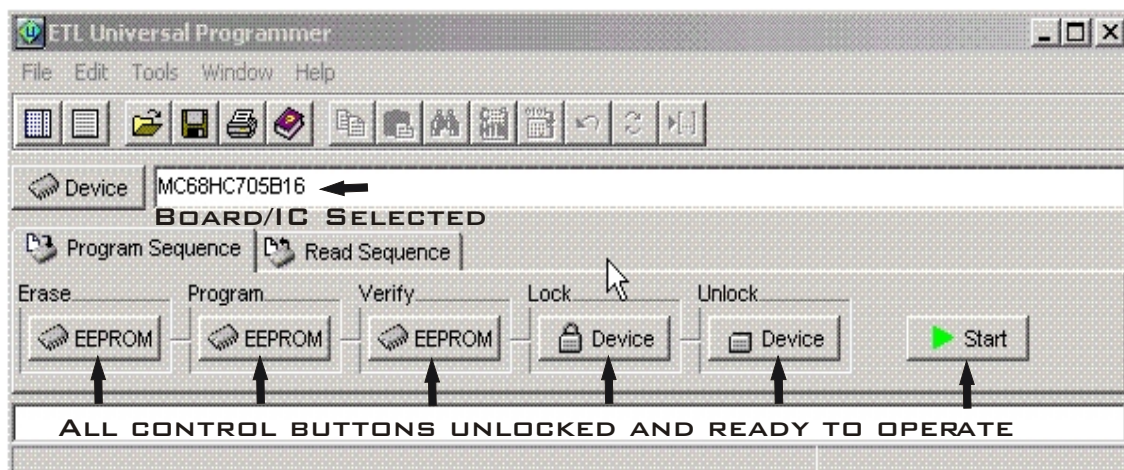 ETL Universal Programmer
File Edit Tools Window Help
Device MC68HC705B16
BOARD/IC SELECTED
Program Sequence Read Sequence
Erase Program Verify Lock Unlock
EEPROM EEPROM EEPROM Device Device Start
ALL CONTROL BUTTONS UNLOCKED AND READY TO OPERATE